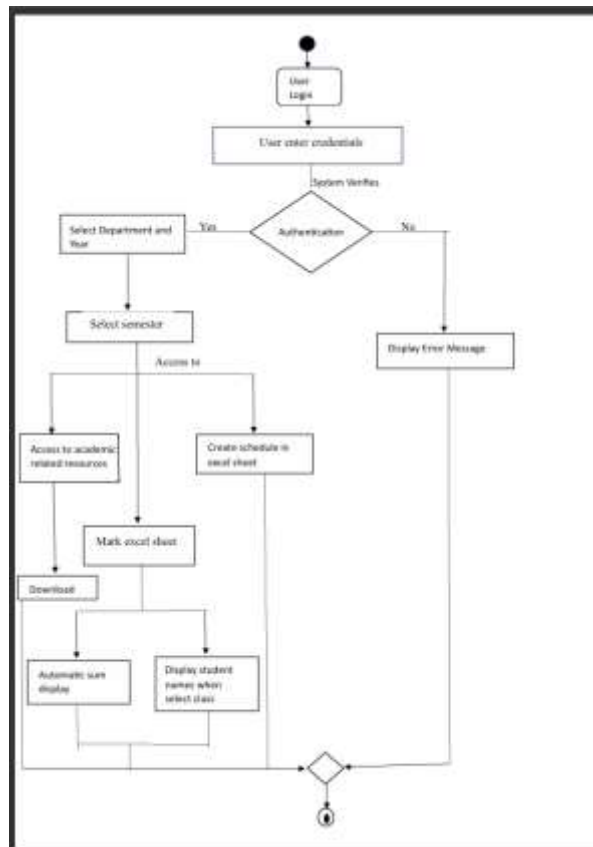 User
Login
User enter credentials
System Verifies
Authentication
Yes
No
Select Department and
Year
Select semester
Display Error Message
Access to
Access to academic
related resources
Create schedule in
excel sheet
Mark excel sheet
Download
Automatic sum
display
Display student
names when
select class